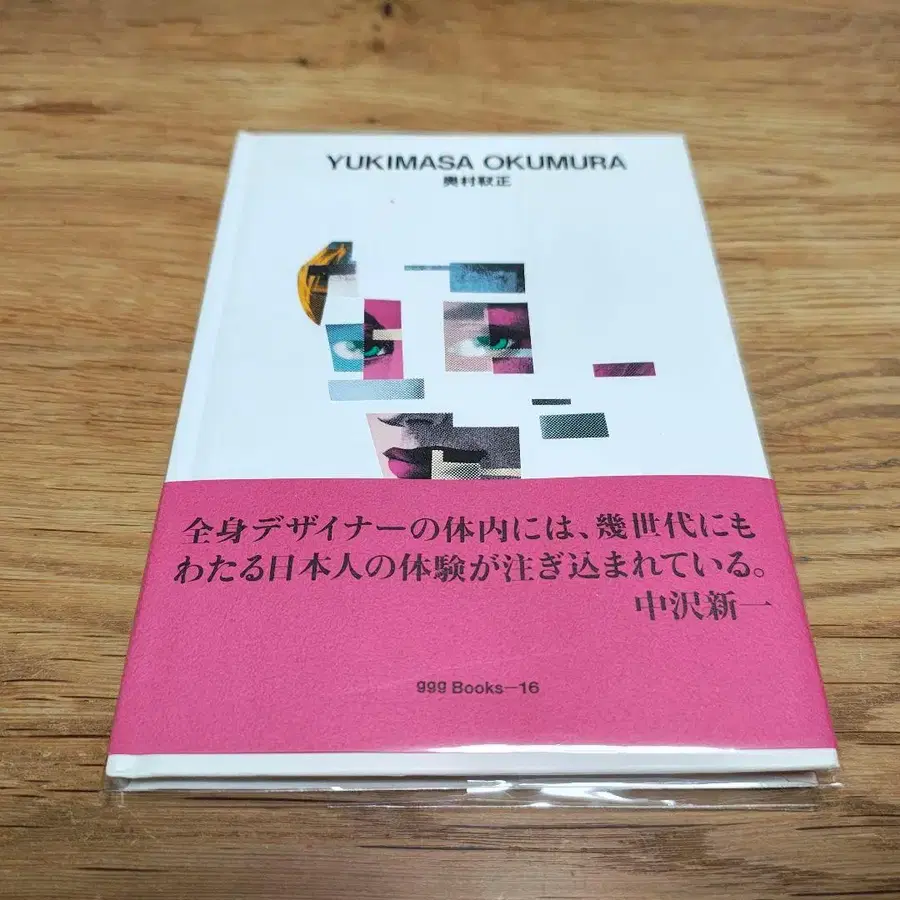 YUKIMASA OKUMURA
奥村靫正
全身デザイナーの体内には、幾世代にも
わたる日本人の体験が注ぎ込まれている。
中沢新一
ggg Books—16